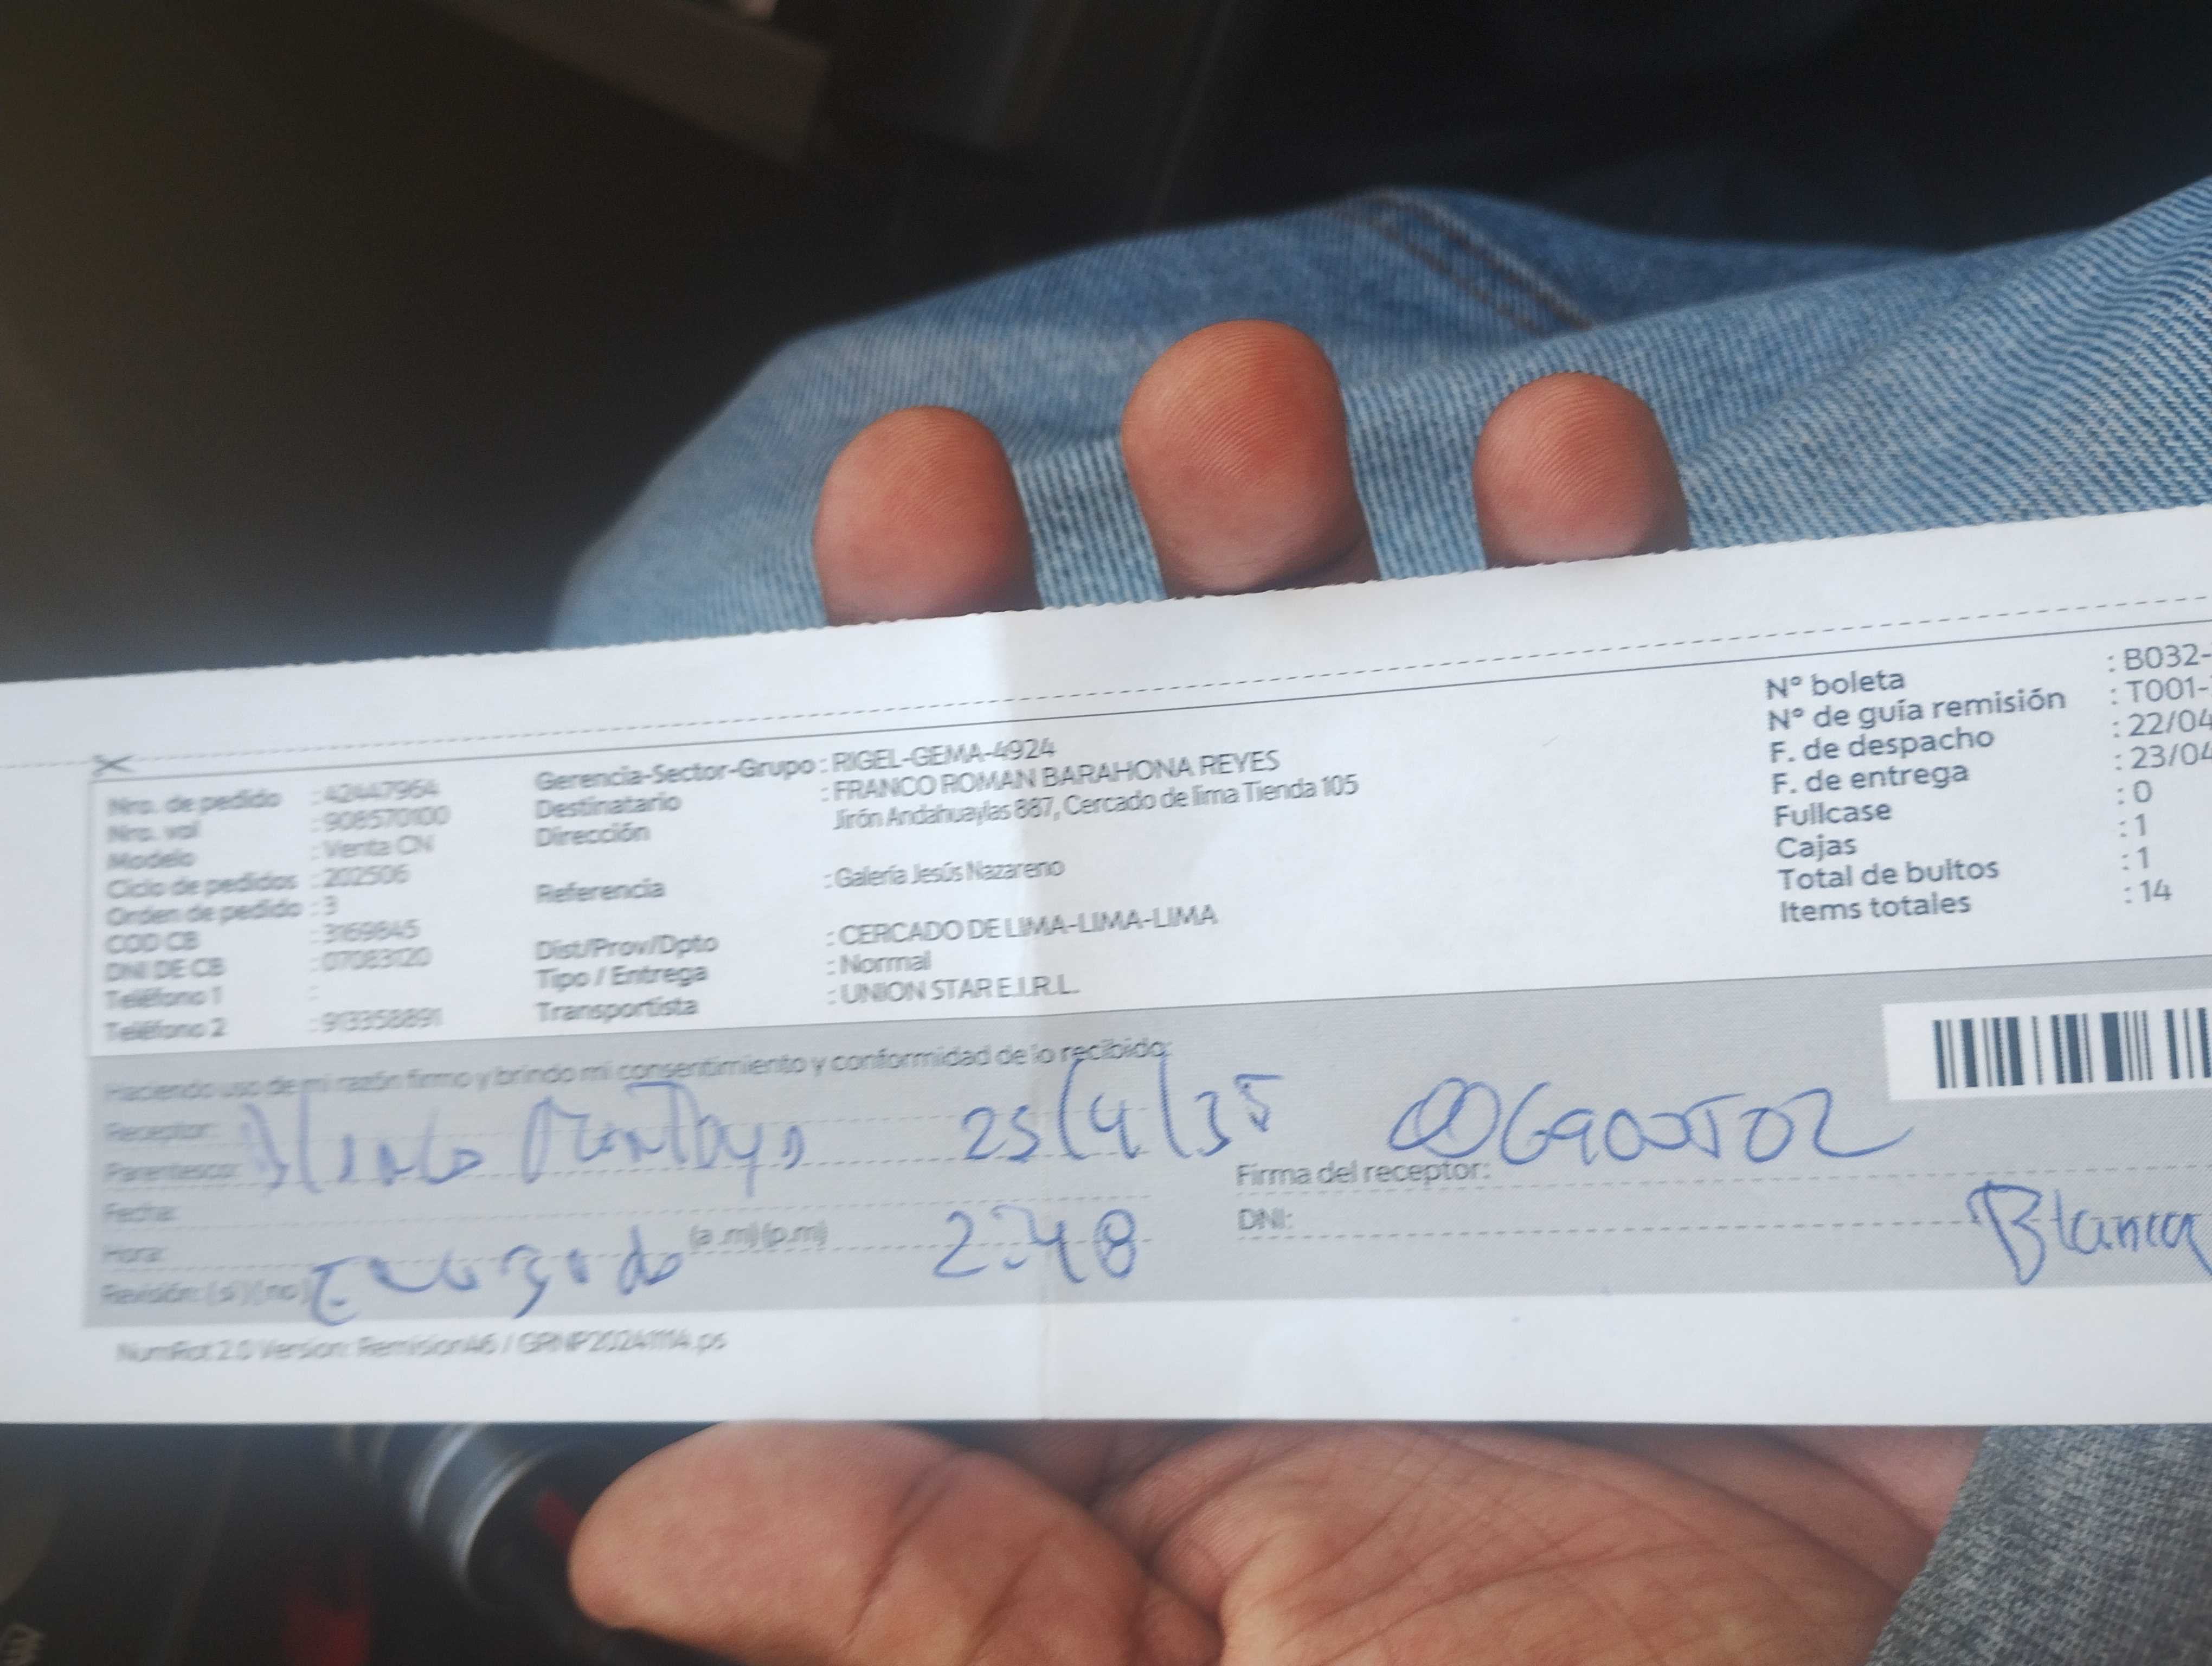 Nro. de pedido : 42447964
Nro. val : 908570100
Modelo : Venta CN
Ciclo de pedidos : 202506
Orden de pedido : 3
COD CB : 3169845
DNI DE CB : 07083120
Teléfono 1 :
Teléfono 2 : 913358891
Gerencia-Sector-Grupo : RIGEL-GEMA-4924
Destinatario : FRANCO ROMAN BARAHONA REYES
Dirección : Jirón Andahuaylas 887, Cercado de lima Tienda 105
Referencia : Galería Jesús Nazareno
Dist/Prov/Dpto : CERCADO DE LIMA-LIMA-LIMA
Tipo / Entrega : Normal
Transportista : UNION STAR E.I.R.L.
N° boleta : B032-
N° de guía remisión : T001-
F. de despacho : 22/04
F. de entrega : 23/04
Fullcase : 0
Cajas : 1
Total de bultos : 1
Items totales : 14
Haciendo uso de mi razón firmo y brindo mi consentimiento y conformidad de lo recibido:
Receptor:
Parentesco:
Fecha:
Hora: (a .m)(p.m) 2:48
Revisión: (si) (no)
Firma del receptor:
DNI:
Blanca
NumRot 2.0 Version: RemisionA6 / GRNP20241114.ps